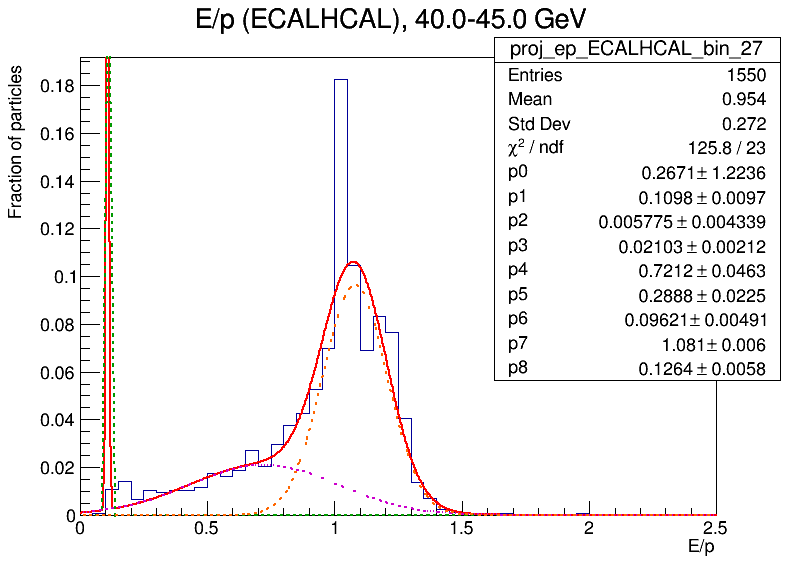 E/p (ECALHCAL), 40.0-45.0 GeV
proj_ep_ECALHCAL_bin_27
Entries 1550
Mean 0.954
Std Dev 0.272
χ² / ndf 125.8 / 23
p0 0.2671 ± 1.2236
p1 0.1098 ± 0.0097
p2 0.005775 ± 0.004339
p3 0.02103 ± 0.00212
p4 0.7212 ± 0.0463
p5 0.2888 ± 0.0225
p6 0.09621 ± 0.00491
p7 1.081 ± 0.006
p8 0.1264 ± 0.0058
Fraction of particles
0.18
0.16
0.14
0.12
0.1
0.08
0.06
0.04
0.02
0
0 0.5 1 1.5 2 2.5
E/p